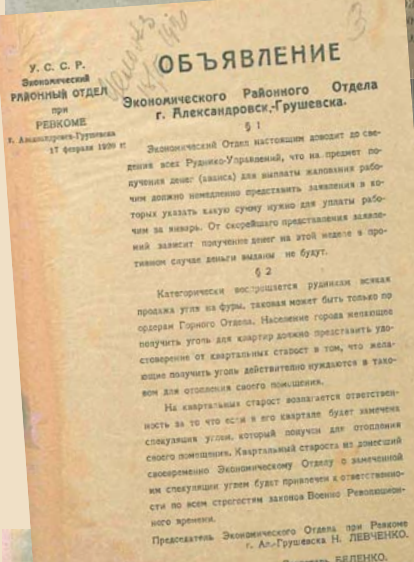 3
У. С. С. Р.
Экономический
РАЙОННЫЙ ОТДЕЛ
при
РЕВКОМЕ
г. Александровск-Грушевска
17 февраля 1920 г.
ОБЪЯВЛЕНИЕ
Экономического Районного Отдела
г. Александровск,-Грушевска.
§ 1
Экономический Отдел настоящим доводит до све-
дения всех Руднико-Управлений, что на предмет по-
лучения денег (аванса) для выплаты жалования рабо-
чим должно немедленно представить заявления в ко-
торых указать какую сумму нужно для уплаты рабо-
чим за январь. От скорейшего представления заявле-
ний зависит получение денег на этой неделе в про-
тивном случае деньги выданы не будут.
§ 2
Категорически воспрощается рудникам всякая
продажа угля на фуры, таковая может быть только по
ордерам Горного Отдела. Население города желающее
получить уголь для квартир должно представить удо-
стоверение от квартальных старост в том, что жела-
ющие получить уголь действительно нуждаются в тако-
вом для отопления своего помещения.
На квартальных старост возлагается ответствен-
ность за то что если в его квартале будет замечена
спекуляция углем, который получен для отопления
своего помещения. Квартальный староста не донесший
своевременно Экономическому Отделу о замеченной
им спекуляции углем будет привлечен к ответственно-
сти по всем строгостям законов Военно Революцион-
ного времени.
Председатель Экономического Отдела при Ревкоме
г. Ал.-Грушевска Н. ЛЕВЧЕНКО.
БЕЛЕНКО.